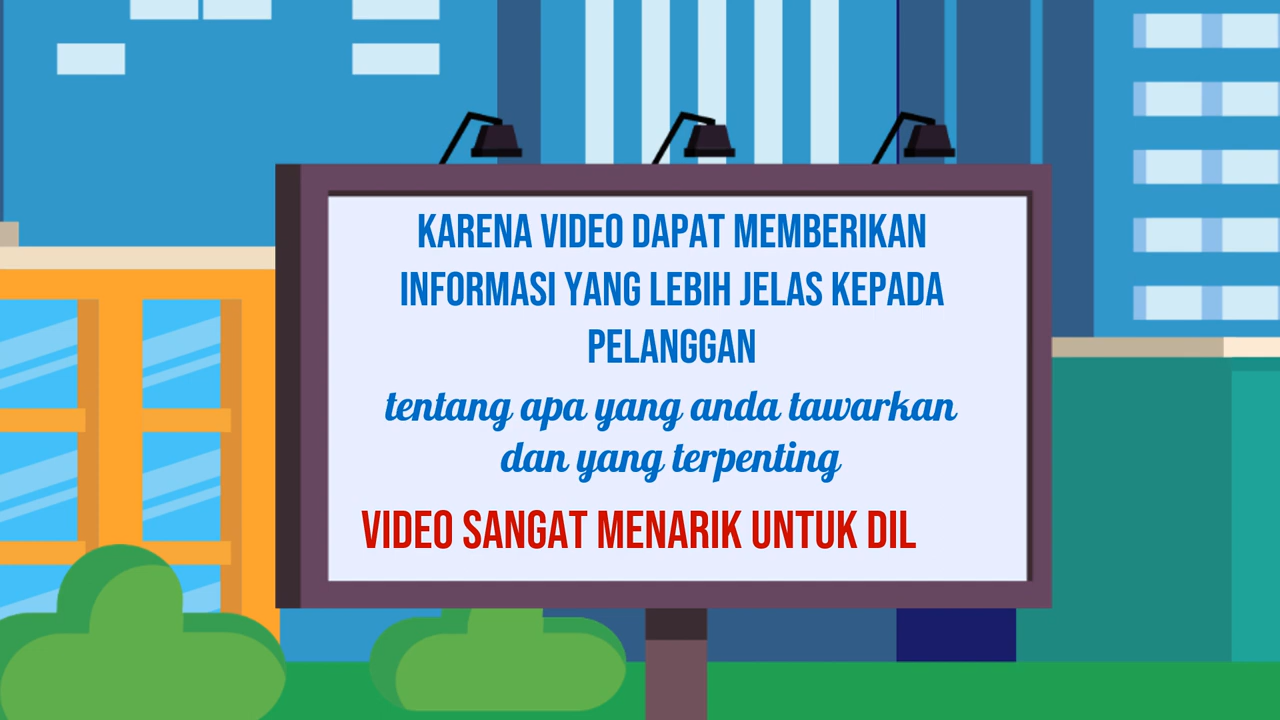 KARENA VIDEO DAPAT MEMBERIKAN
INFORMASI YANG LEBIH JELAS KEPADA
PELANGGAN
tentang apa yang anda tawarkan
dan yang terpenting
VIDEO SANGAT MENARIK UNTUK DIL